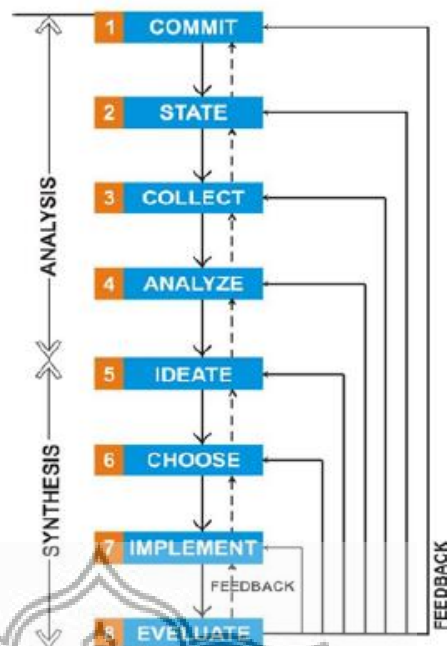 1 COMMIT
2 STATE
3 COLLECT
4 ANALYZE
5 IDEATE
6 CHOOSE
7 IMPLEMENT
FEEDBACK
8 EVELUATE
ANALYSIS
SYNTHESIS
FEEDBACK